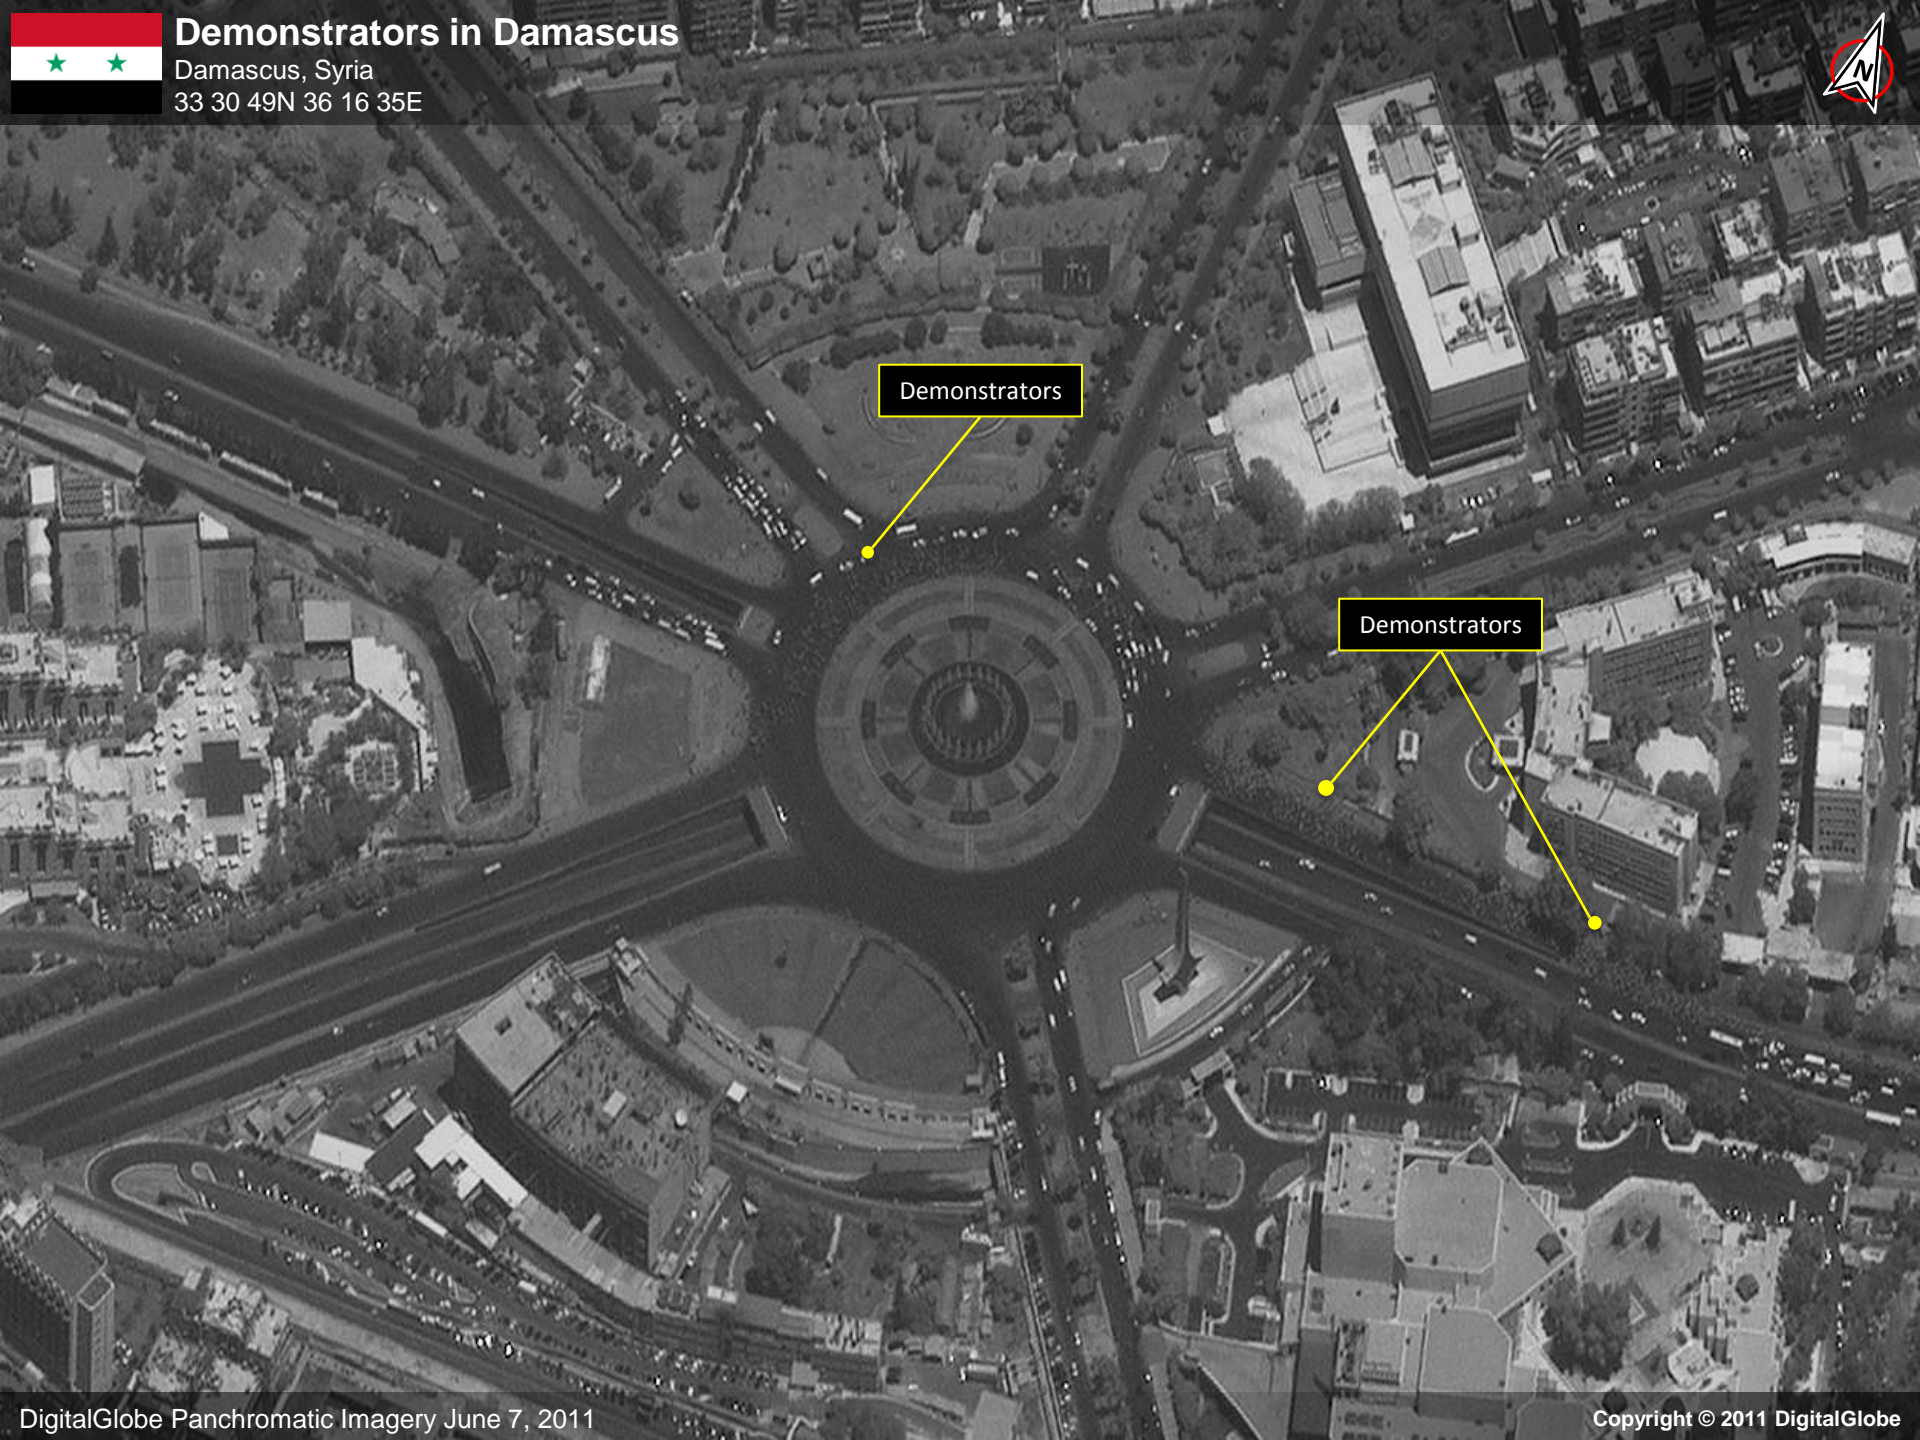 Demonstrators in Damascus
Damascus, Syria
33 30 49N 36 16 35E
N
Demonstrators
Demonstrators
DigitalGlobe Panchromatic Imagery June 7, 2011
Copyright © 2011 DigitalGlobe